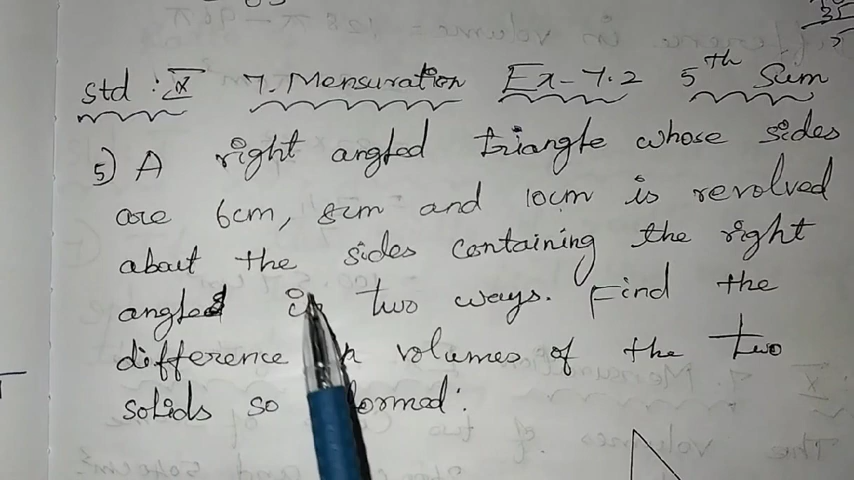 Std : X 7. Mensuration Ex-7.2 5th Sum
5) A right angled triangle whose sides
are 6cm, 8cm and 10cm is revolved
about the sides containing the right
angled in two ways. Find the
difference volumes of the two
solids so formed.